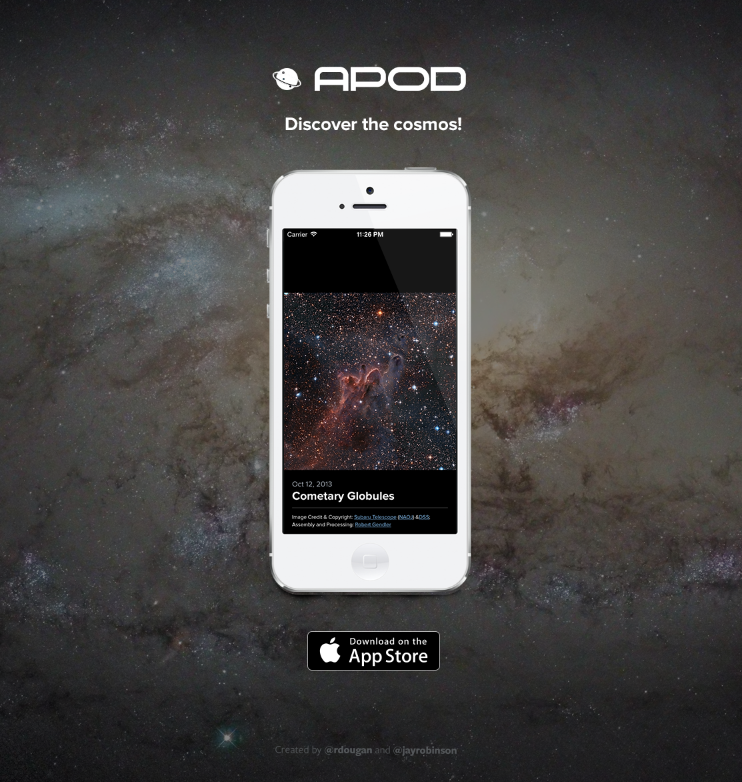 APOD
Discover the cosmos!
Carrier 11:26 PM
Oct 12, 2013
Cometary Globules
Image Credit & Copyright: Subaru Telescope (NAOJ) & DSS;
Assembly and Processing: Robert Gendler
Download on the
App Store
Created by @rdougan and @jayrobinson